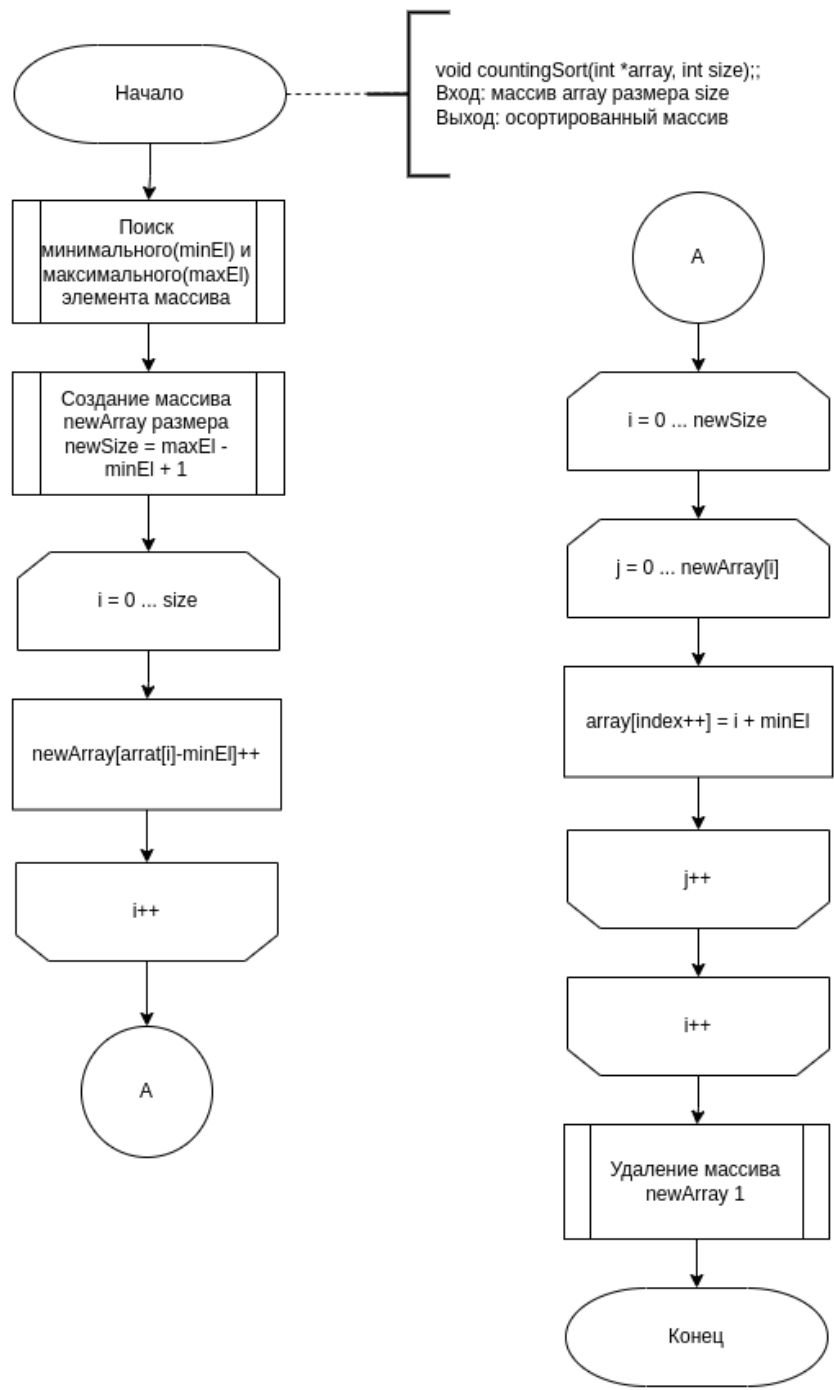 Начало
void countingSort(int *array, int size);;
Вход: массив array размера size
Выход: осортированный массив
Поиск
минимального(minEl) и
максимального(maxEl)
элемента массива
Создание массива
newArray размера
newSize = maxEl -
minEl + 1
i = 0 ... size
newArray[arrat[i]-minEl]++
i++
A
A
i = 0 ... newSize
j = 0 ... newArray[i]
array[index++] = i + minEl
j++
i++
Удаление массива
newArray 1
Конец